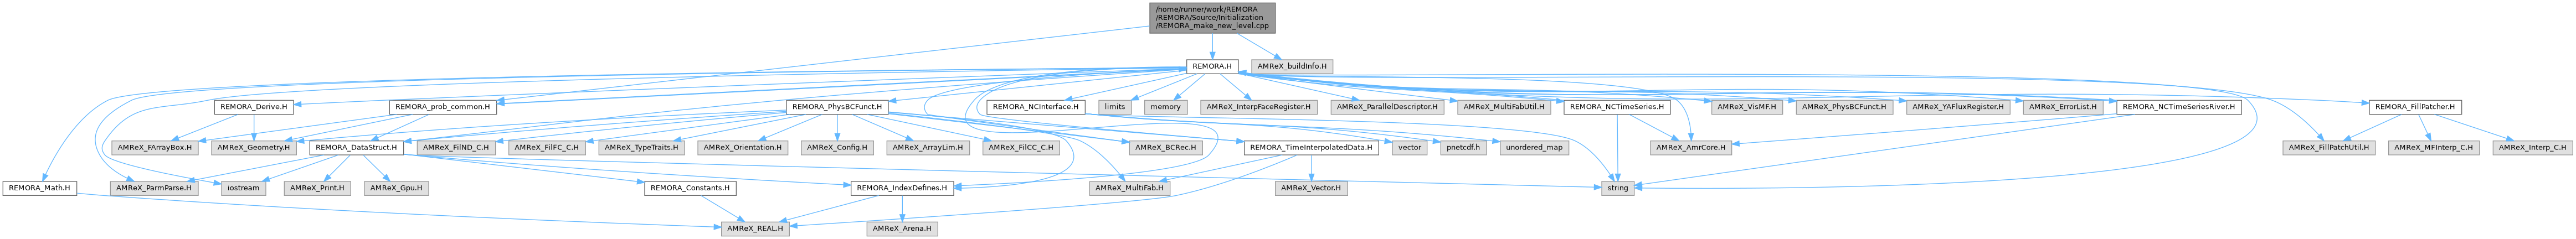 /home/runner/work/REMORA
/REMORA/Source/Initialization
/REMORA_make_new_level.cpp
REMORA.H
AMReX_buildInfo.H
REMORA_Derive.H
REMORA_prob_common.H
REMORA_PhysBCFunct.H
REMORA_NCInterface.H
limits
memory
AMReX_InterpFaceRegister.H
AMReX_ParallelDescriptor.H
AMReX_MultiFabUtil.H
REMORA_NCTimeSeries.H
AMReX_VisMF.H
AMReX_PhysBCFunct.H
AMReX_YAFluxRegister.H
AMReX_ErrorList.H
REMORA_NCTimeSeriesRiver.H
REMORA_FillPatcher.H
AMReX_FArrayBox.H
AMReX_Geometry.H
REMORA_DataStruct.H
AMReX_FilND_C.H
AMReX_FilFC_C.H
AMReX_TypeTraits.H
AMReX_Orientation.H
AMReX_Config.H
AMReX_ArrayLim.H
AMReX_FilCC_C.H
AMReX_BCRec.H
REMORA_TimeInterpolatedData.H
vector
pnetcdf.h
unordered_map
AMReX_AmrCore.H
AMReX_FillPatchUtil.H
AMReX_MFInterp_C.H
AMReX_Interp_C.H
REMORA_Math.H
AMReX_ParmParse.H
iostream
AMReX_Print.H
AMReX_Gpu.H
REMORA_Constants.H
REMORA_IndexDefines.H
AMReX_MultiFab.H
AMReX_Vector.H
string
AMReX_REAL.H
AMReX_Arena.H